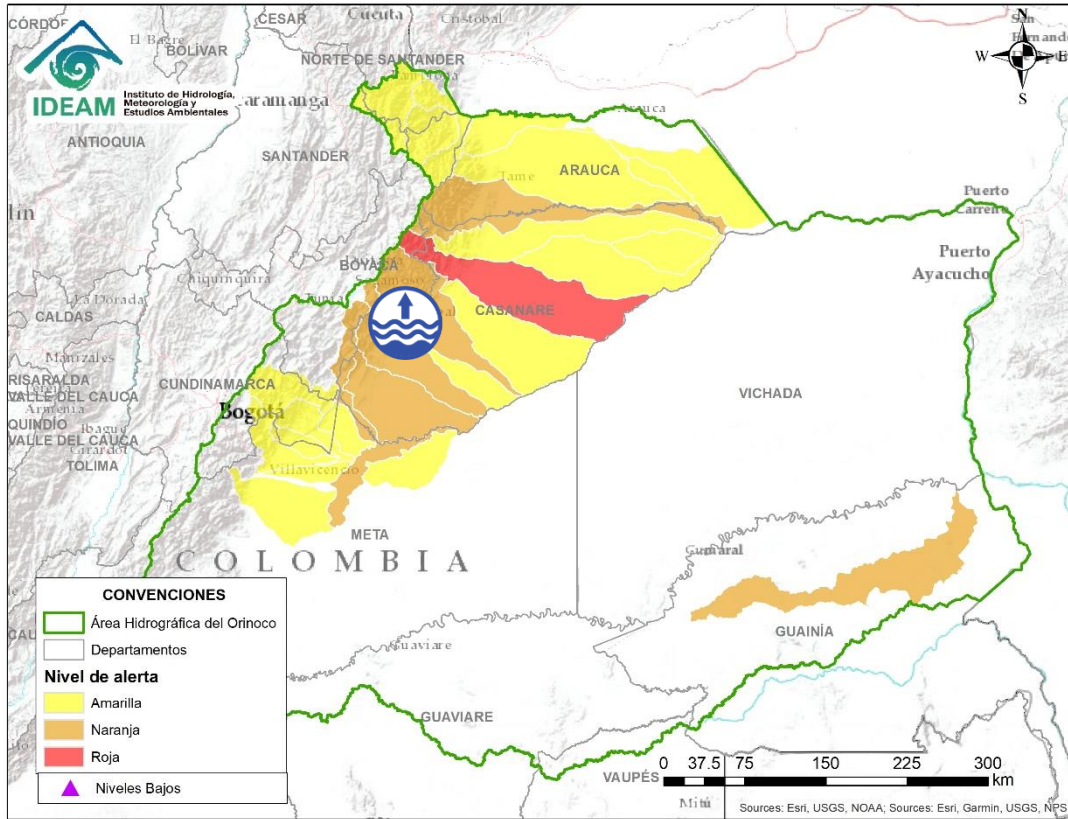 CESAR
Cucuta
Cristobal
N
San
El Bagre
BOLÍVAR
NORTE DE SANTANDER
W
E
S
IDEAM
Instituto de Hidrología,
Meteorología y
Estudios Ambientales
Arauca
ANTIOQUIA
SANTANDER
Tame
ARAUCA
Puerto
Carreño
Puerto
Ayacucho
BOYACÁ
Chiquinquira
Tunja
La Dorada
CALDAS
CASANARE
Manizales
RISARALDA
CUNDINAMARCA
VICHADA
VALLE DEL CAUCA
Pereira
Armenia
Bogotá
QUINDÍO
Ibague
VALLE DEL CAUCA
Girardot
TOLIMA
Villavicencio
META
COLOMBIA
GUAINÍA
CONVENCIONES
Área Hidrográfica del Orinoco
Departamentos
Nivel de alerta
Amarilla
Naranja
Roja
Niveles Bajos
GUAVIARE
VAUPÉS
Mitú
0 37.5 75 150 225 300
km
Sources: Esri, USGS, NOAA; Sources: Esri, Garmin, USGS, NPS